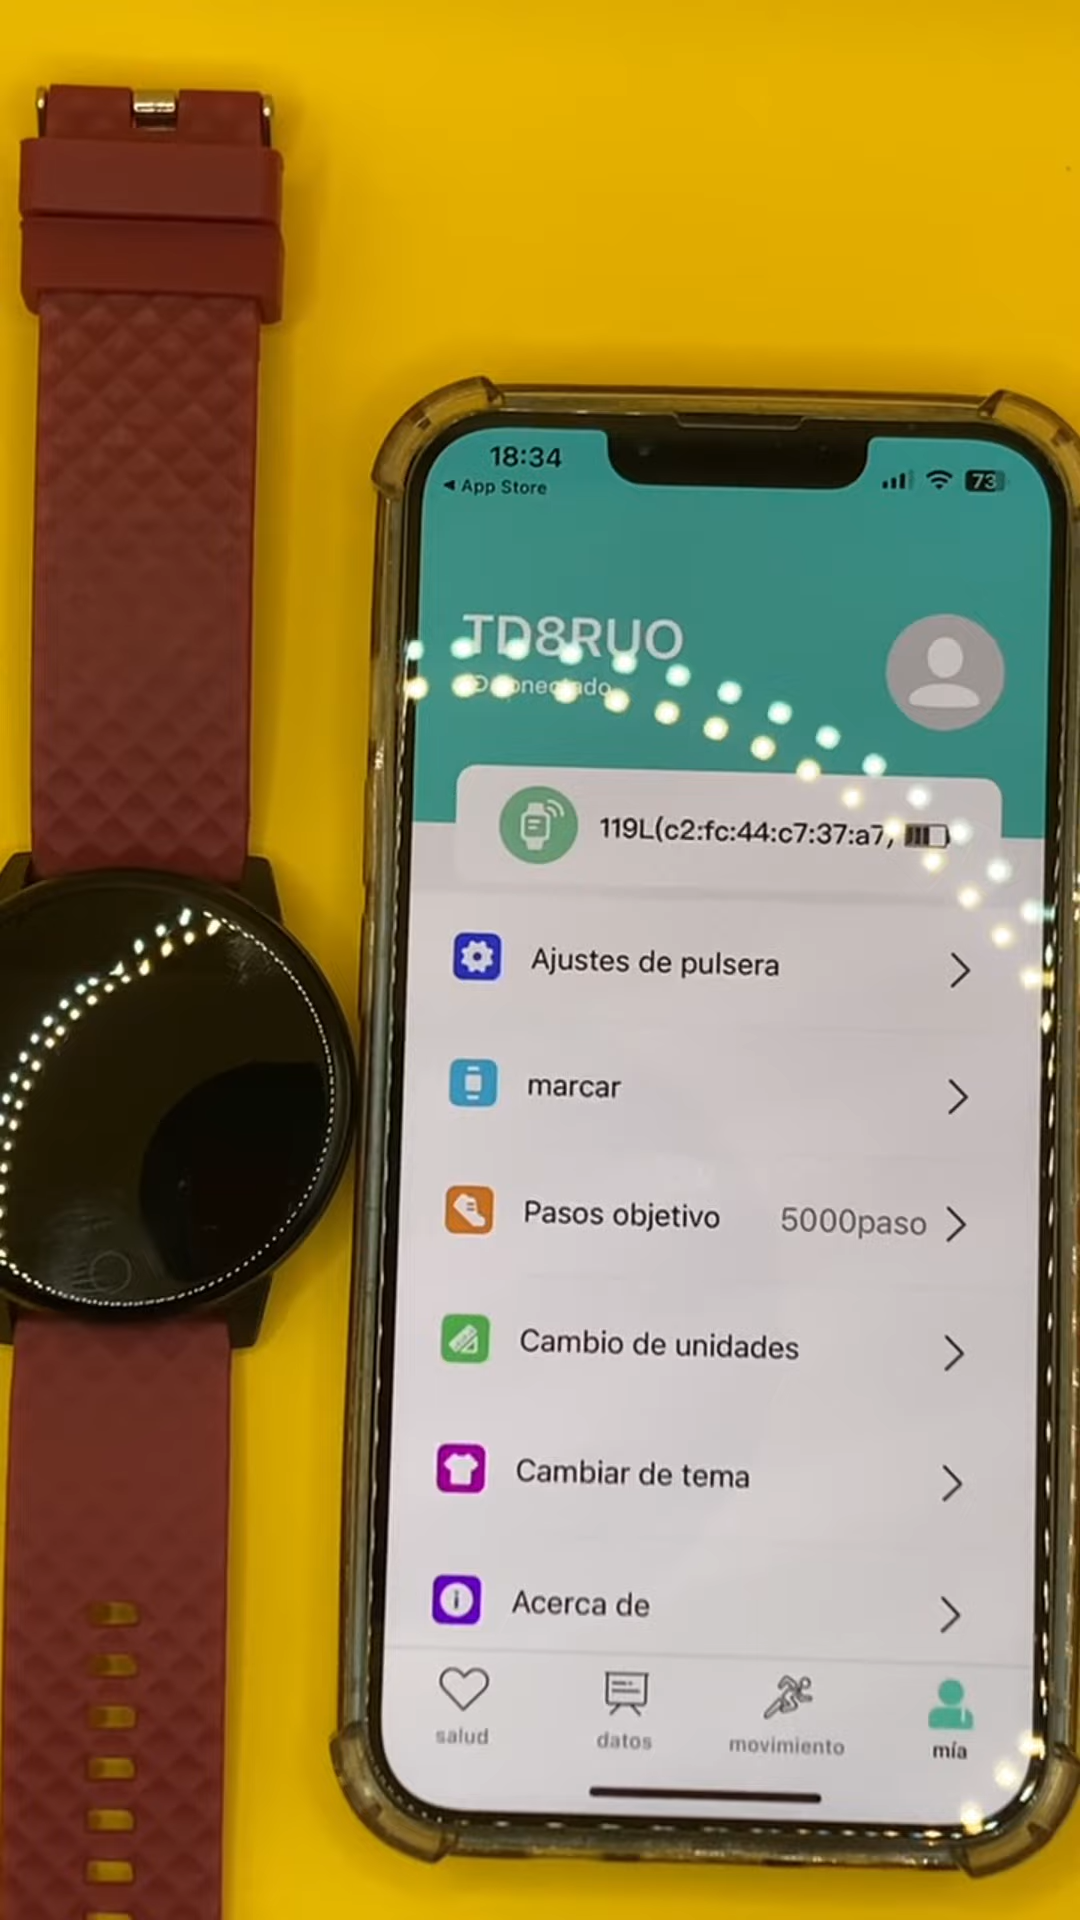 18:34
73
App Store
TD8RUO
119L(c2:fc:44:c7:37:a7)
Ajustes de pulsera
marcar
Pasos objetivo 5000paso
Cambio de unidades
Cambiar de tema
Acerca de
salud datos movimiento mía